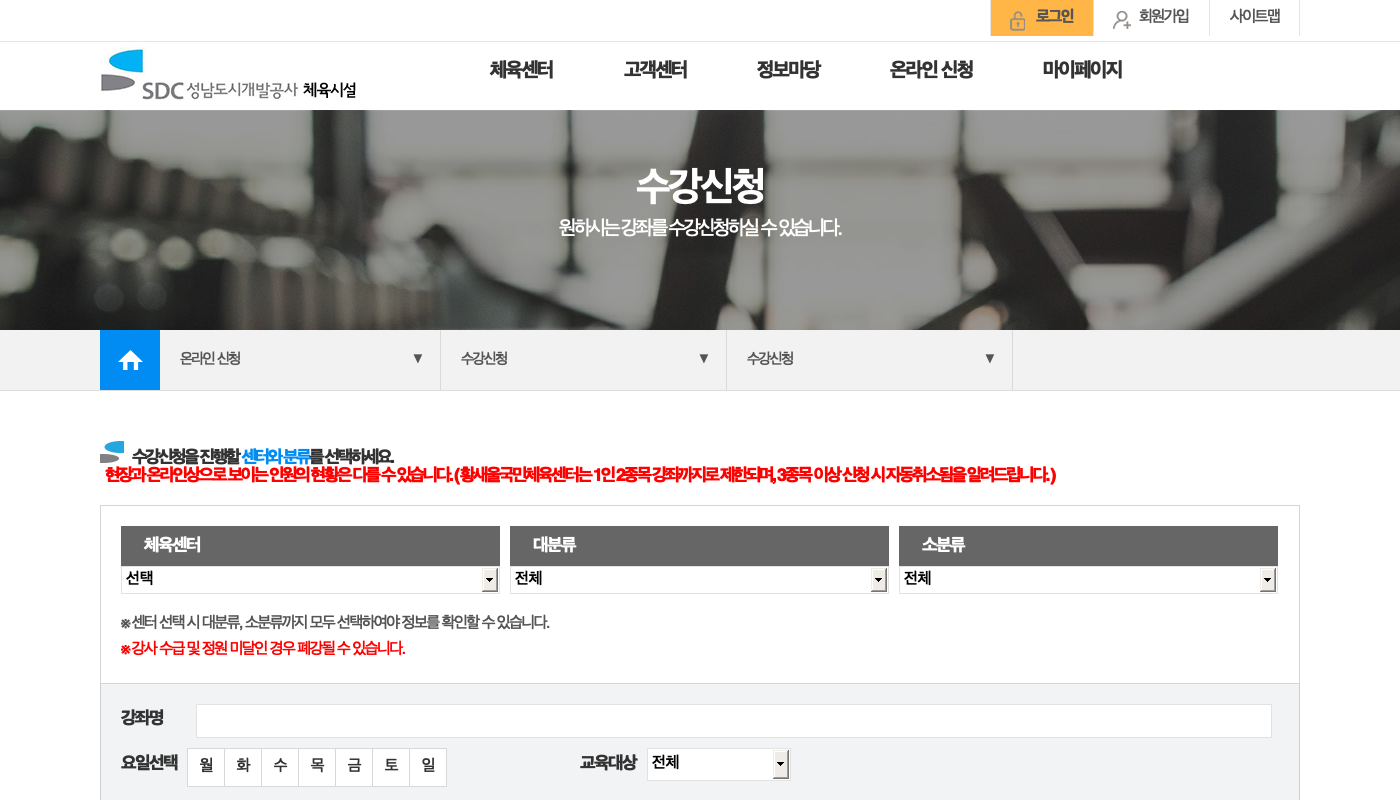 로그인 회원가입 사이트맵
SDC 성남도시개발공사 체육시설
체육센터 고객센터 정보마당 온라인 신청 마이페이지
수강신청
원하시는 강좌를 수강신청하실 수 있습니다.
온라인 신청 ▼ 수강신청 ▼ 수강신청 ▼
수강신청을 진행할 센터와 분류를 선택하세요.
현장과 온라인상으로 보이는 인원의 현황은 다를 수 있습니다. ( 황새울국민체육센터는 1인 2종목 강좌까지로 제한되며, 3종목 이상 신청 시 자동취소됨을 알려드립니다. )
체육센터 대분류 소분류
선택 전체 전체
※ 센터 선택 시 대분류, 소분류까지 모두 선택하여야 정보를 확인할 수 있습니다.
※ 강사 수급 및 정원 미달인 경우 폐강될 수 있습니다.
강좌명
요일선택 월 화 수 목 금 토 일 교육대상 전체